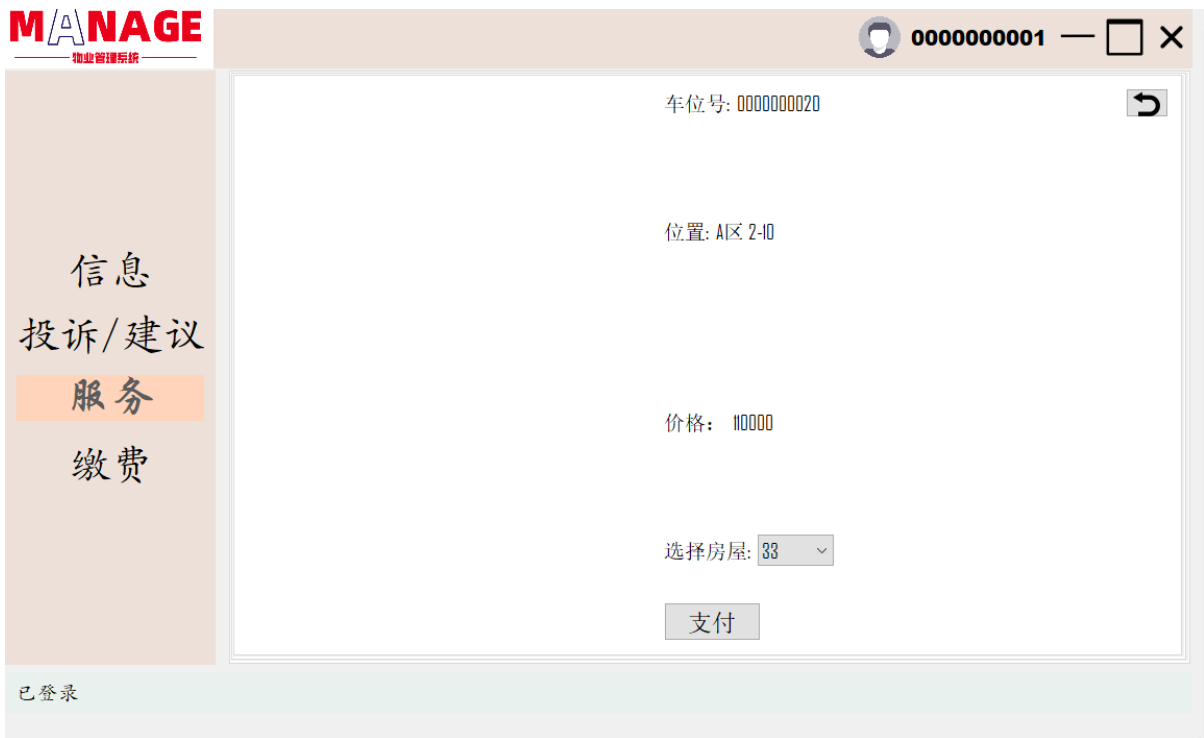 MANAGE
物业管理系统
0000000001
车位号: 0000000020
位置: A区 2-10
信息
投诉/建议
服务
缴费
价格： 110000
选择房屋: 33
支付
已登录